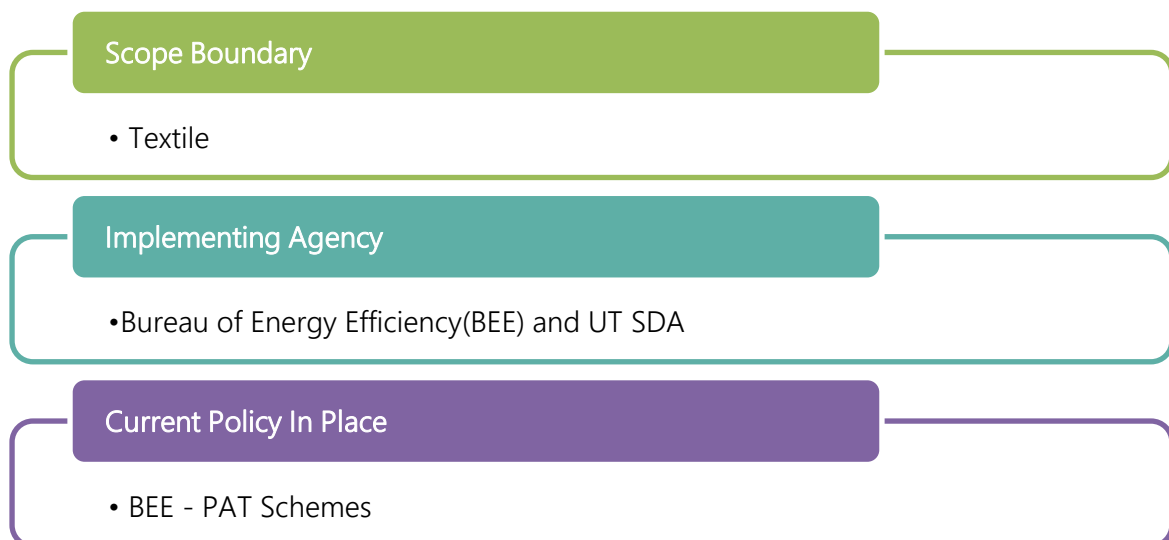 Scope Boundary
• Textile
Implementing Agency
•Bureau of Energy Efficiency(BEE) and UT SDA
Current Policy In Place
• BEE - PAT Schemes